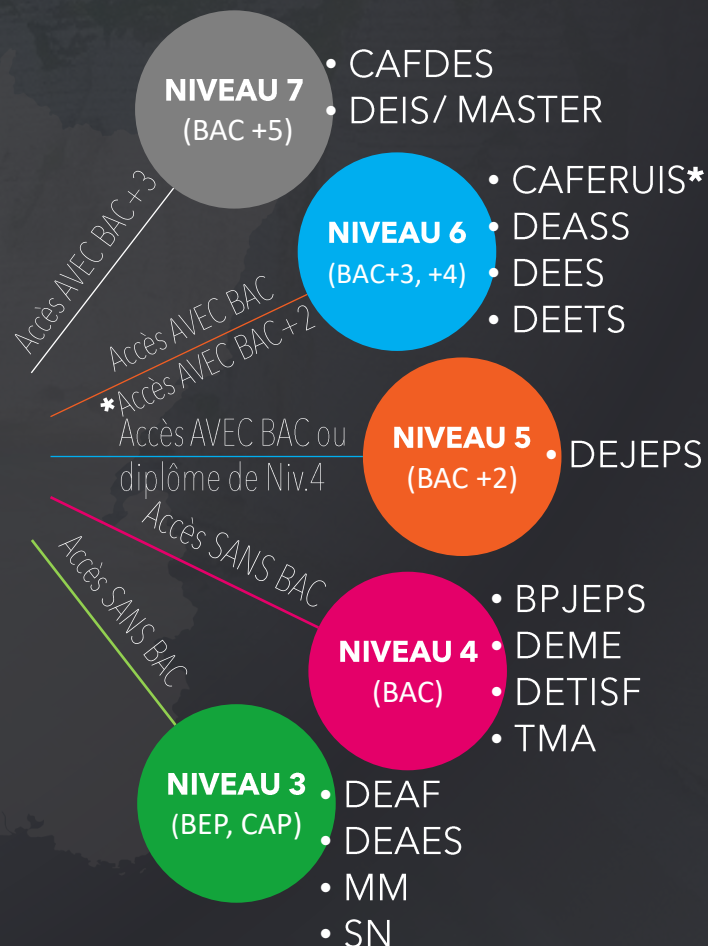 NIVEAU 7
(BAC +5)
• CAFDES
• DEIS/ MASTER
Accès AVEC BAC+3
NIVEAU 6
(BAC+3, +4)
• CAFERUIS*
• DEASS
• DEES
• DEETS
Accès AVEC BAC
*Accès AVEC BAC+2
NIVEAU 5
(BAC +2)
• DEJEPS
Accès AVEC BAC ou
diplôme de Niv.4
NIVEAU 4
(BAC)
• BPJEPS
• DEME
• DETISF
• TMA
Accès SANS BAC
NIVEAU 3
(BEP, CAP)
• DEAF
• DEAES
• MM
• SN
Accès SANS BAC